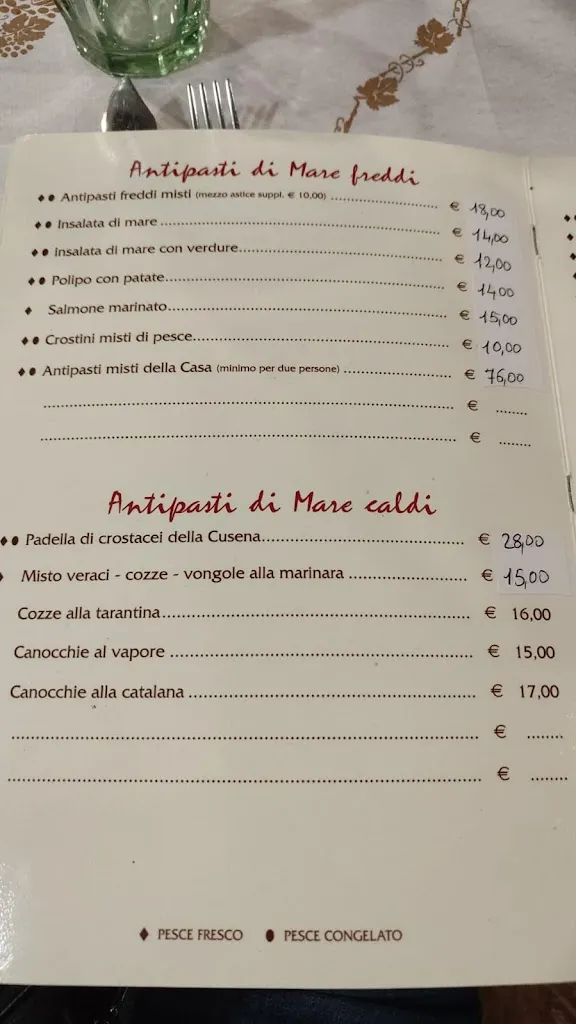 Antipasti di Mare freddi
♦● Antipasti freddi misti (mezzo astice suppl. € 10,00) ........................ € 18,00
♦● Insalata di mare ........................ € 14,00
♦● Insalata di mare con verdure........................ € 12,00
♦● Polipo con patate........................ € 14,00
♦ Salmone marinato........................ € 15,00
♦● Crostini misti di pesce........................ € 10,00
♦● Antipasti misti della Casa (minimo per due persone) ........................ € 76,00
........................ € ........
........................ € ........
Antipasti di Mare caldi
♦● Padella di crostacei della Cusena........................ € 28,00
♦ Misto veraci - cozze - vongole alla marinara ........................ € 15,00
Cozze alla tarantina........................ € 16,00
Canocchie al vapore ........................ € 15,00
Canocchie alla catalana ........................ € 17,00
........................ € ........
........................ € ........
♦ PESCE FRESCO ● PESCE CONGELATO